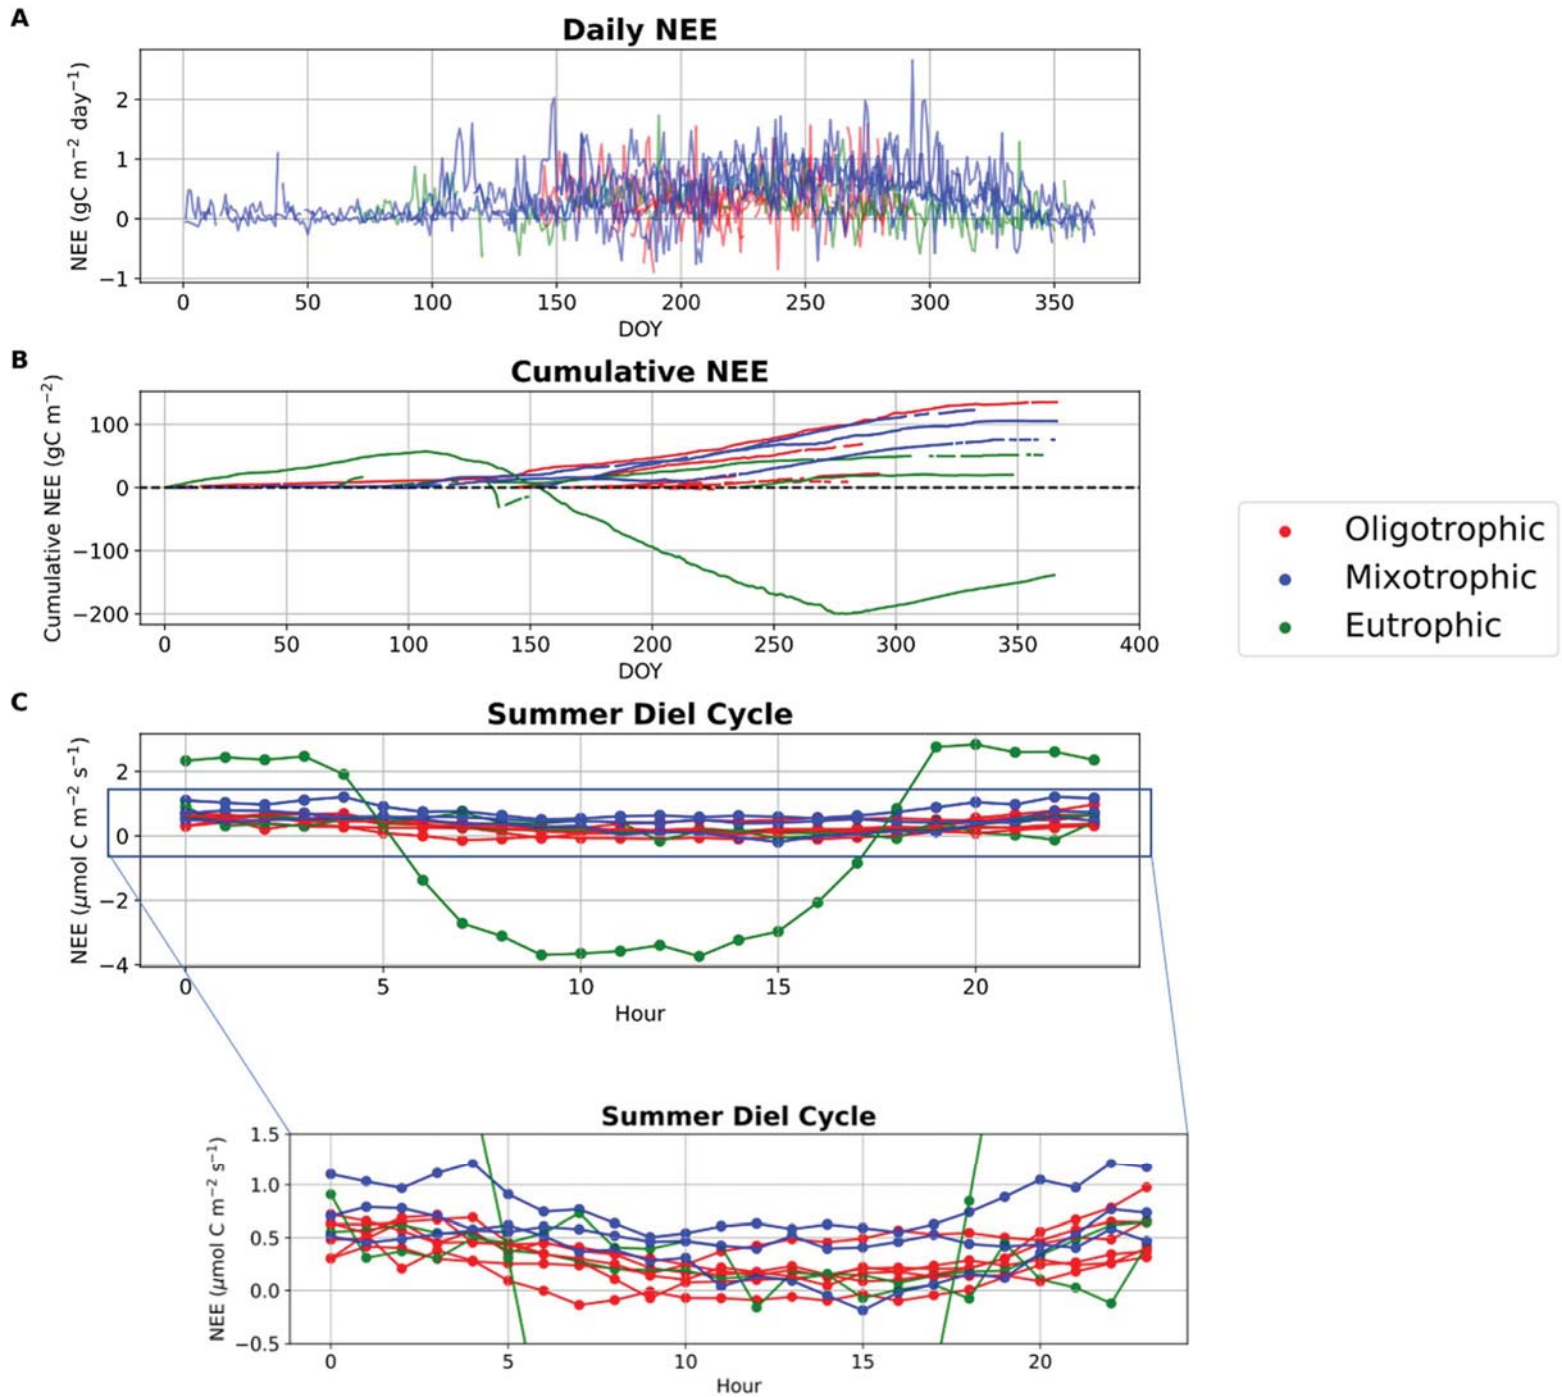 A
Daily NEE
NEE (gC m⁻² day⁻¹)
2
1
0
−1
0 50 100 150 200 250 300 350
DOY
B
Cumulative NEE
Cumulative NEE (gC m⁻²)
100
0
−100
−200
0 50 100 150 200 250 300 350 400
DOY
Oligotrophic
Mixotrophic
Eutrophic
C
Summer Diel Cycle
NEE (μmol C m⁻² s⁻¹)
2
0
−2
−4
0 5 10 15 20
Hour
Summer Diel Cycle
NEE (μmol C m⁻² s⁻¹)
1.5
1.0
0.5
0.0
−0.5
0 5 10 15 20
Hour